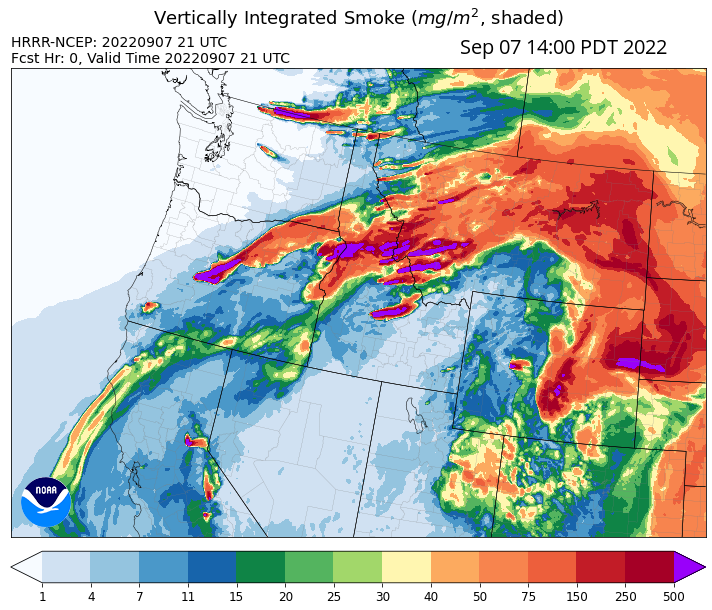 Vertically Integrated Smoke (mg/m², shaded)
HRRR-NCEP: 20220907 21 UTC
Fcst Hr: 0, Valid Time 20220907 21 UTC
Sep 07 14:00 PDT 2022
NOAA
1 4 7 11 15 20 25 30 40 50 75 150 250 500